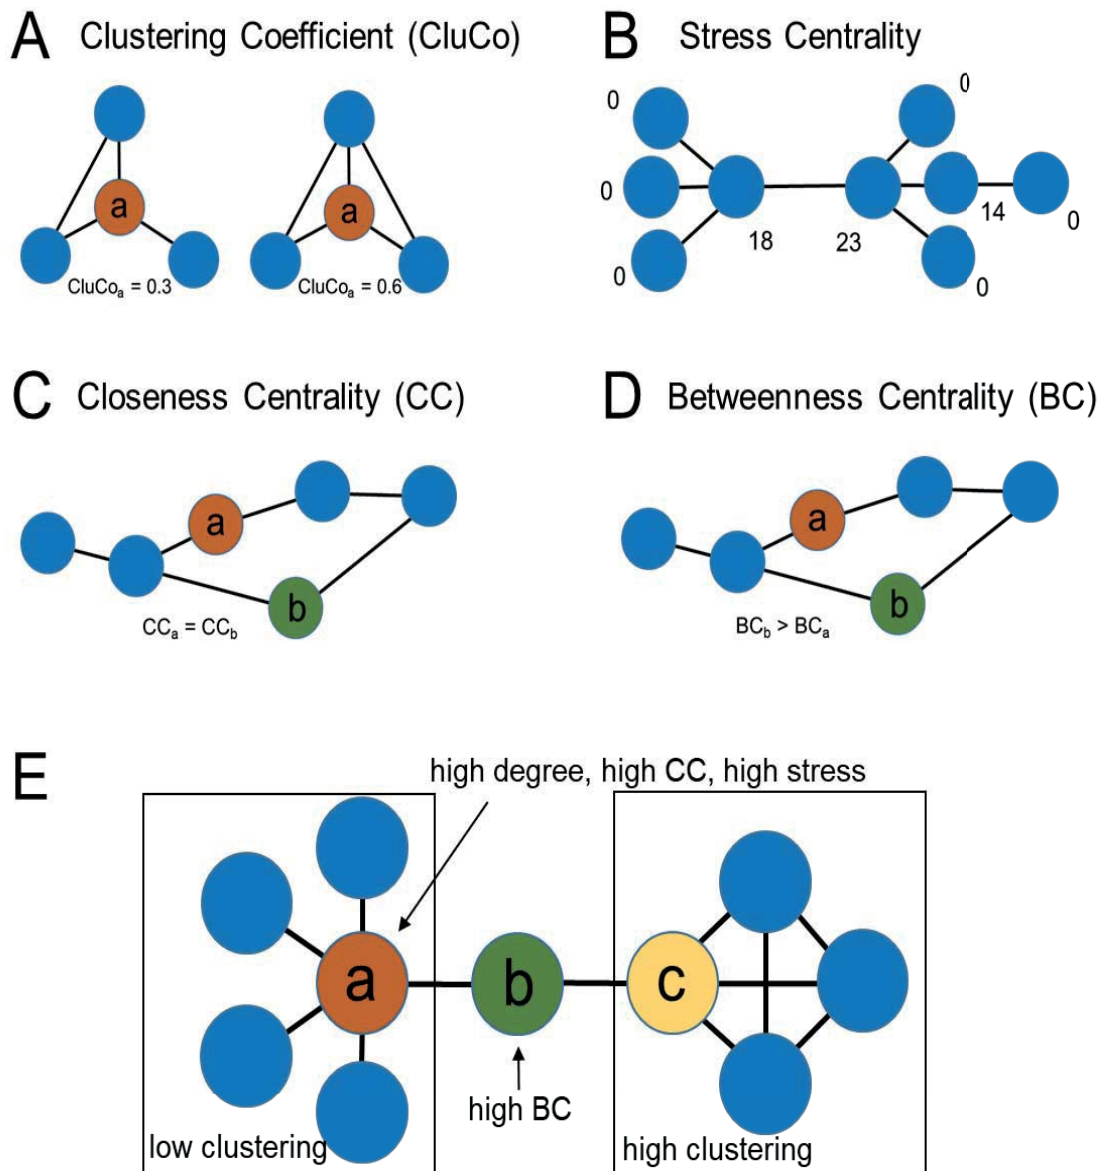 A Clustering Coefficient (CluCo)
a
a
CluCoa = 0.3
CluCoa = 0.6
B Stress Centrality
0
0
0
0
18
23
14
0
0
C Closeness Centrality (CC)
a
b
CCa = CCb
D Betweenness Centrality (BC)
a
b
BCb > BCa
E
high degree, high CC, high stress
a
b
c
high BC
low clustering
high clustering